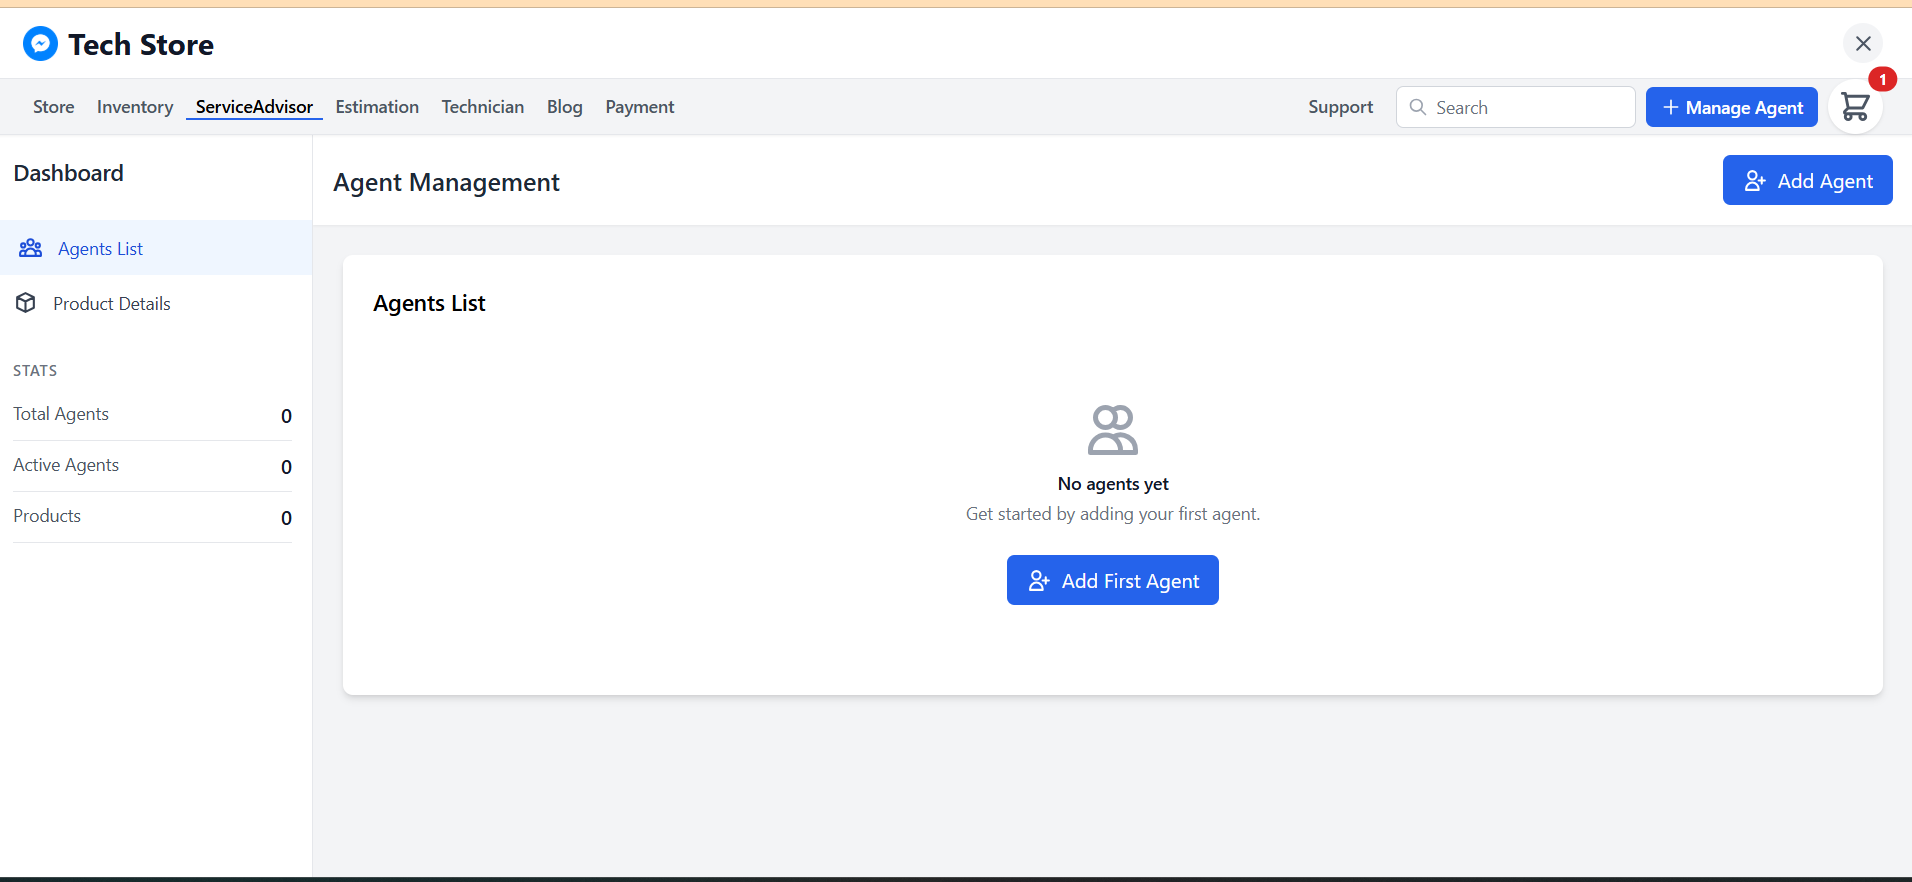 Tech Store
1
Store Inventory ServiceAdvisor Estimation Technician Blog Payment Support Search Manage Agent
Dashboard
Agent Management
Add Agent
Agents List
Product Details
STATS
Total Agents 0
Active Agents 0
Products 0
Agents List
No agents yet
Get started by adding your first agent.
Add First Agent